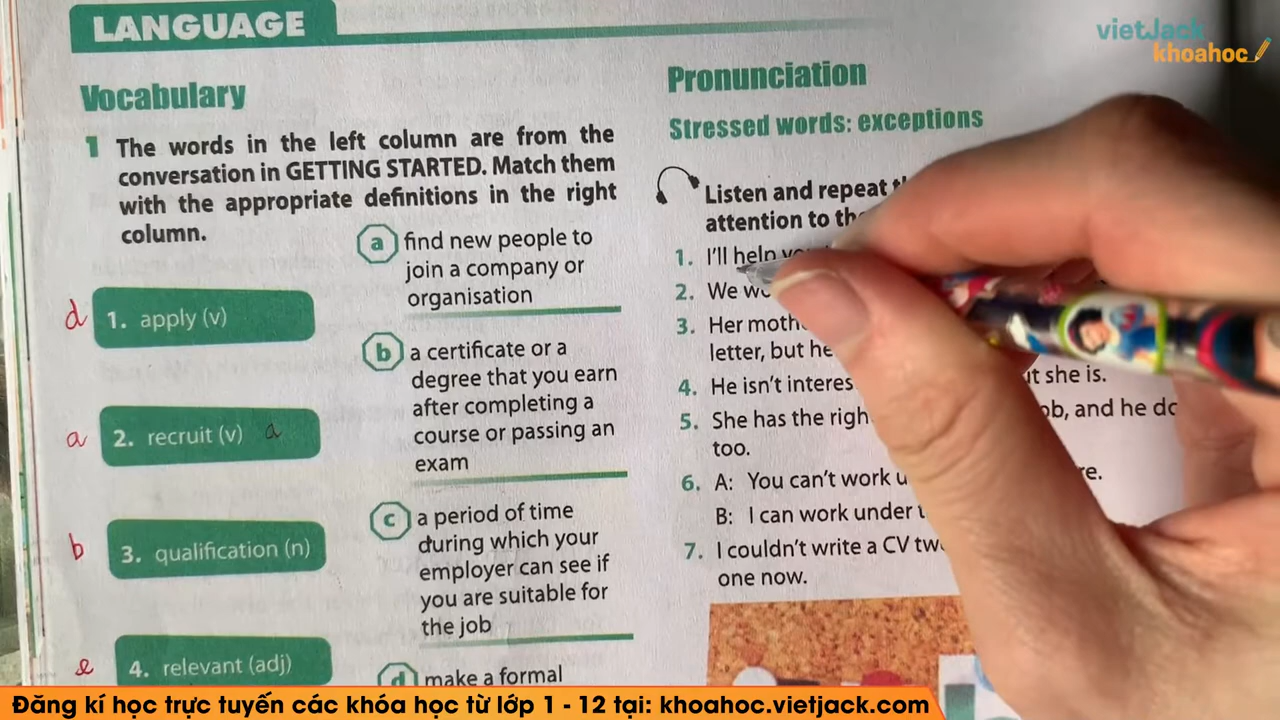 LANGUAGE
vietJack
khoahoc
Vocabulary
1 The words in the left column are from the
conversation in GETTING STARTED. Match them
with the appropriate definitions in the right
column.
d 1. apply (v)
a 2. recruit (v) a
b 3. qualification (n)
e 4. relevant (adj)
a find new people to
join a company or
organisation
b a certificate or a
degree that you earn
after completing a
course or passing an
exam
c a period of time
during which your
employer can see if
you are suitable for
the job
d make a formal
Pronunciation
Stressed words: exceptions
Listen and repeat
attention to
1. I'll help
2. We
3. Her
letter, but
4. He isn't she is.
5. She has the and he
too.
6. A: You can't work
B: I can work under
7. I couldn't write a CV
one now.
Đăng kí học trực tuyến các khóa học từ lớp 1 - 12 tại: khoahoc.vietjack.com